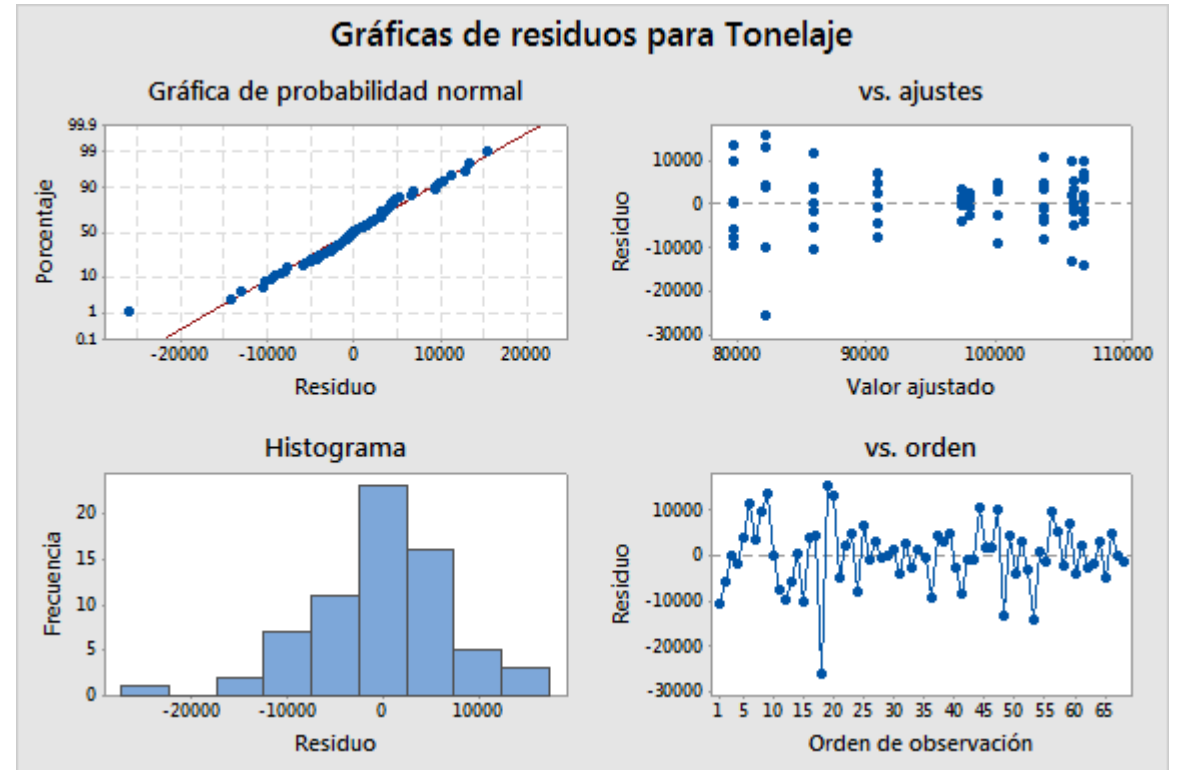 Gráficas de residuos para Tonelaje
Gráfica de probabilidad normal
99.9
99
90
50
10
1
0.1
Porcentaje
-20000 -10000 0 10000 20000
Residuo
vs. ajustes
10000
0
-10000
-20000
-30000
Residuo
80000 90000 100000 110000
Valor ajustado
Histograma
20
15
10
5
0
Frecuencia
-20000 -10000 0 10000
Residuo
vs. orden
10000
0
-10000
-20000
-30000
Residuo
1 5 10 15 20 25 30 35 40 45 50 55 60 65
Orden de observación